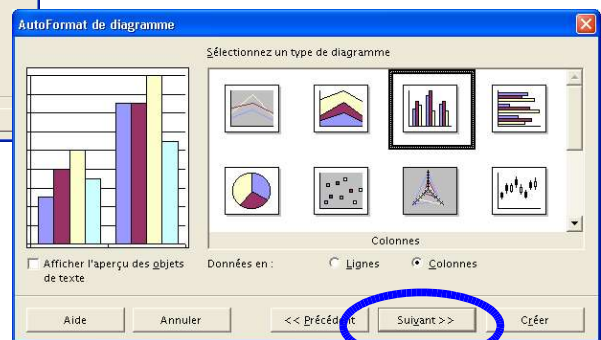 AutoFormat de diagramme
Sélectionnez un type de diagramme
Colonnes
Afficher l'aperçu des objets
de texte
Données en :
Lignes
Colonnes
Aide
Annuler
<< Précédent
Suivant >>
Créer